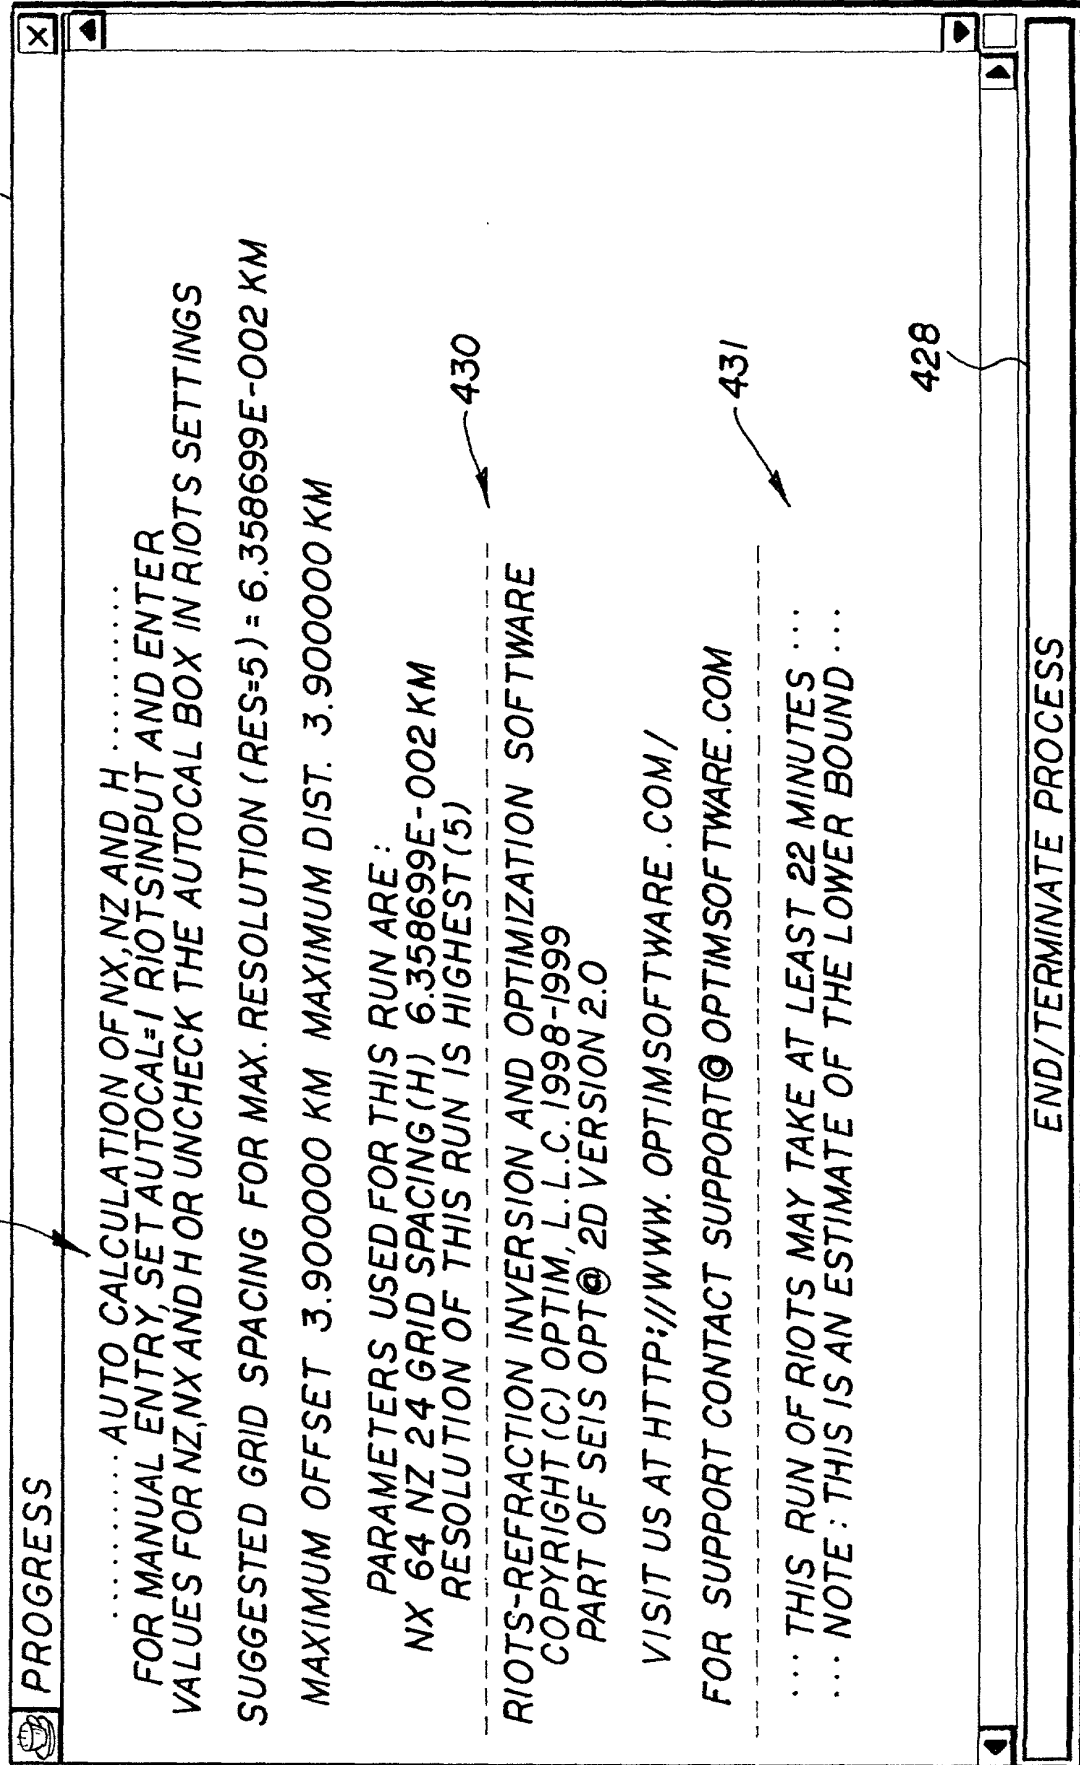 PROGRESS
.......... AUTO CALCULATION OF NX, NZ AND H ..........
FOR MANUAL ENTRY, SET AUTOCAL=1 RIOTSINPUT AND ENTER
VALUES FOR NZ,NX AND H OR UNCHECK THE AUTOCAL BOX IN RIOTS SETTINGS
SUGGESTED GRID SPACING FOR MAX. RESOLUTION (RES=5) = 6.358699E-002 KM
MAXIMUM OFFSET 3.900000 KM MAXIMUM DIST. 3.900000 KM
PARAMETERS USED FOR THIS RUN ARE:
NX 64 NZ 24 GRID SPACING (H) 6.358699E-002 KM
RESOLUTION OF THIS RUN IS HIGHEST (5)
430
RIOTS-REFRACTION INVERSION AND OPTIMIZATION SOFTWARE
COPYRIGHT (C) OPTIM, L.L.C. 1998-1999
PART OF SEIS OPT@ 2D VERSION 2.0
VISIT US AT HTTP://WWW.OPTIMSOFTWARE.COM/
FOR SUPPORT CONTACT SUPPORT@OPTIMSOFTWARE.COM
431
... THIS RUN OF RIOTS MAY TAKE AT LEAST 22 MINUTES ...
... NOTE: THIS IS AN ESTIMATE OF THE LOWER BOUND ...
428
END/TERMINATE PROCESS